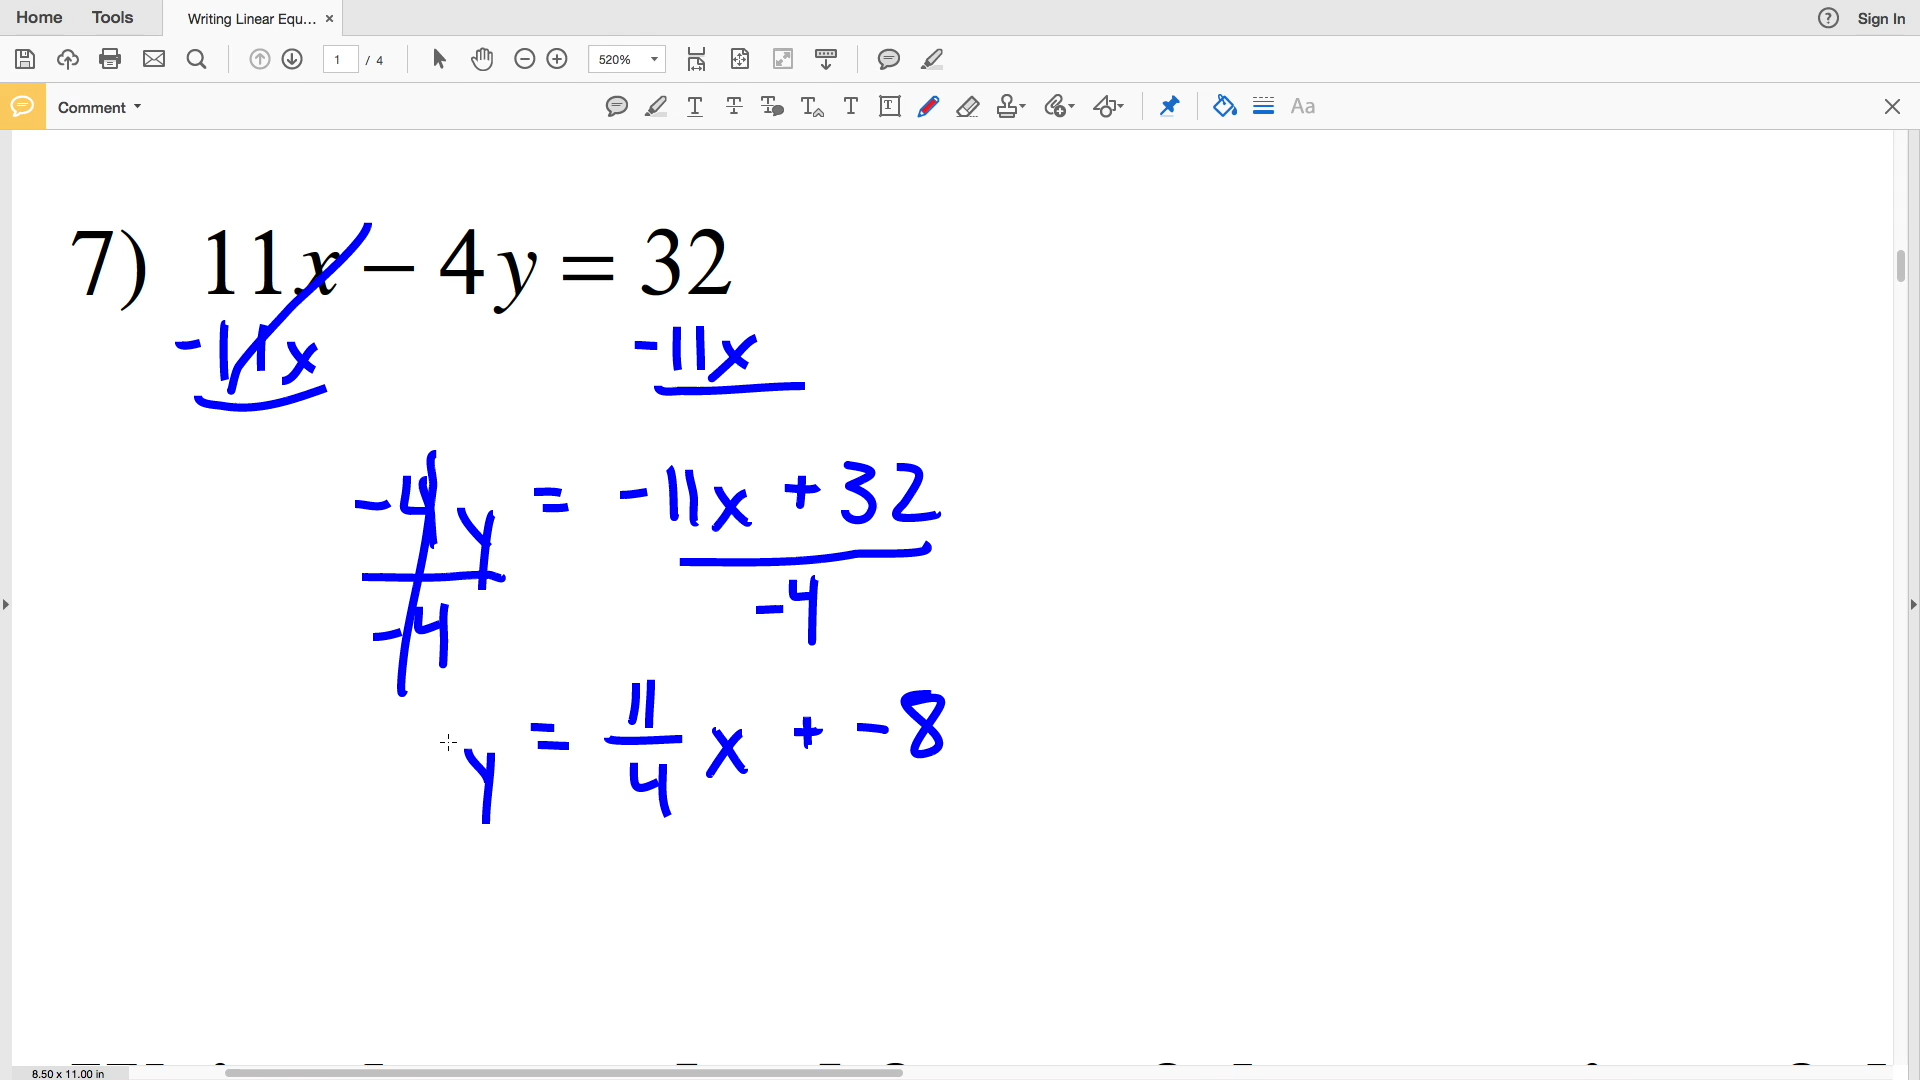 Home Tools Writing Linear Equ... × ? Sign In
1 / 4 520%
Comment Aa
7) 11x − 4y = 32
-11x -11x
-4y = -11x + 32
-4 -4
y = 11/4 x + -8
8.50 x 11.00 in